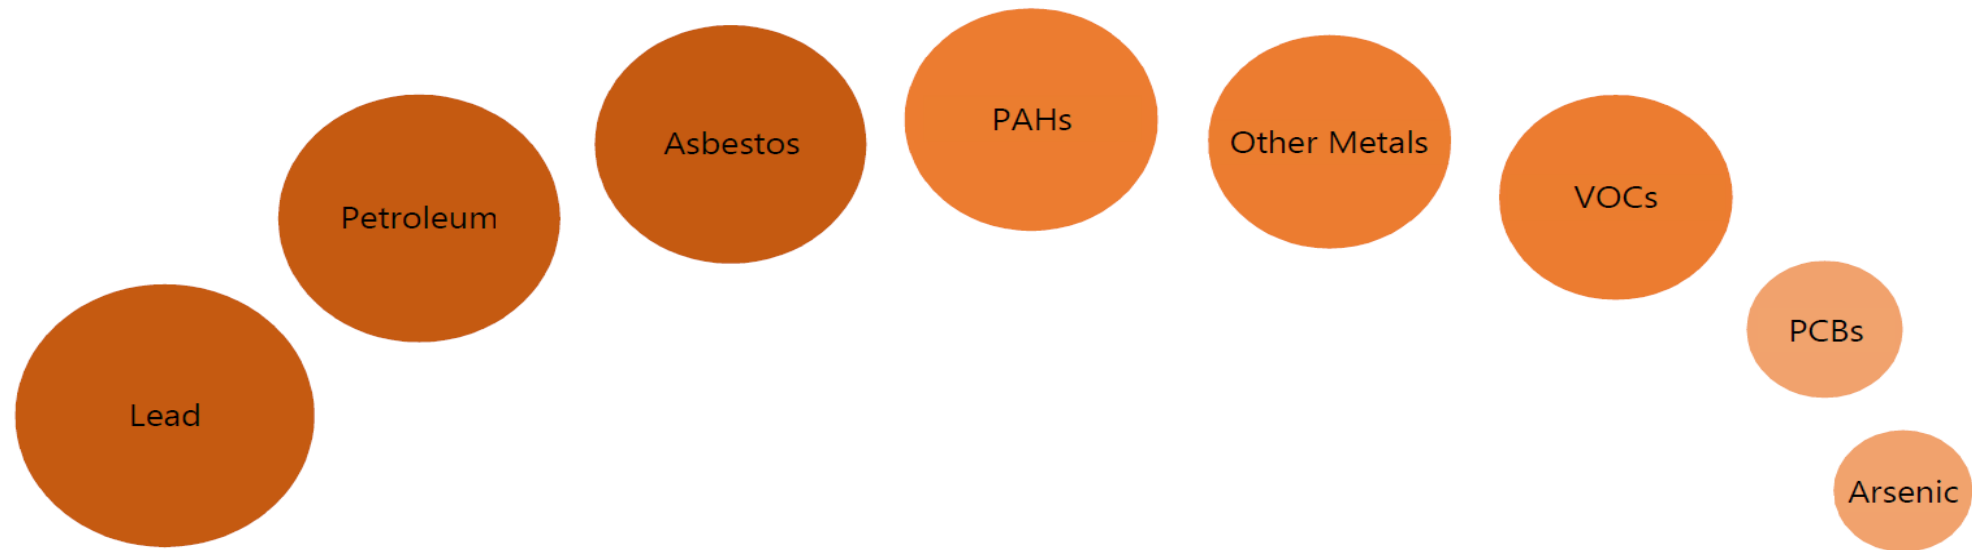 Lead
Petroleum
Asbestos
PAHs
Other Metals
VOCs
PCBs
Arsenic